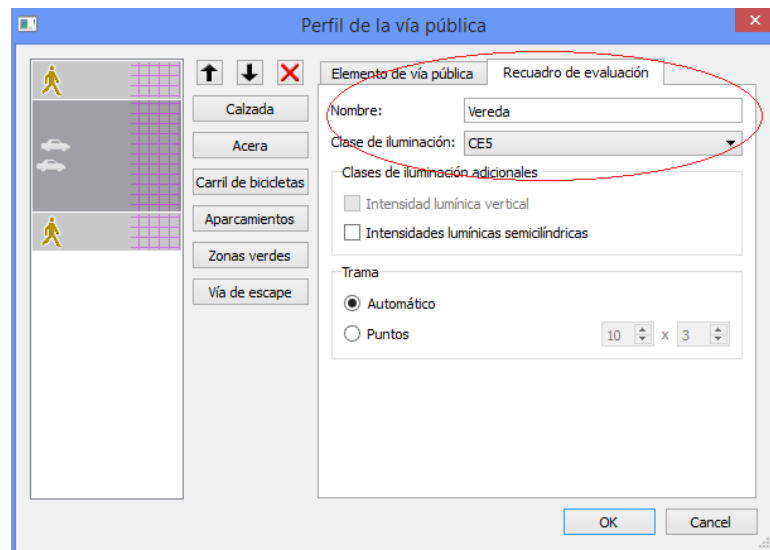 Perfil de la vía pública
Calzada
Acera
Carril de bicicletas
Aparcamientos
Zonas verdes
Vía de escape
Elemento de vía pública
Recuadro de evaluación
Nombre:
Vereda
Clase de iluminación:
CE5
Clases de iluminación adicionales
Intensidad lumínica vertical
Intensidades lumínicas semicilíndricas
Trama
Automático
Puntos
10 x 3
OK
Cancel